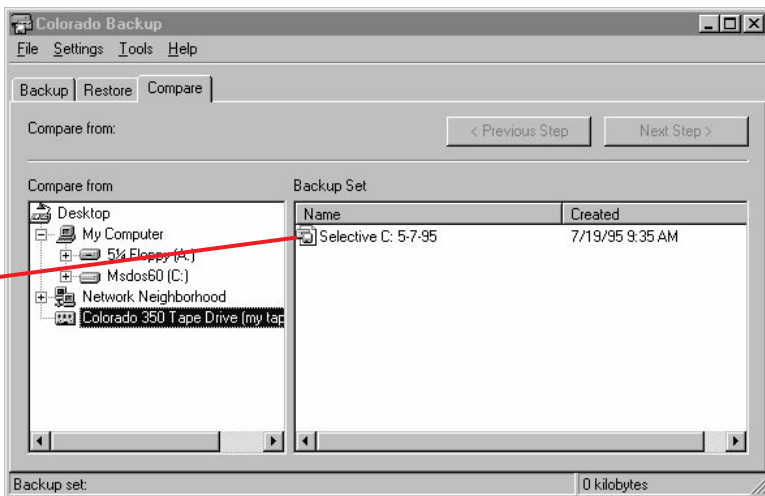 Colorado Backup
File Settings Tools Help
Backup Restore Compare
Compare from:
< Previous Step
Next Step >
Compare from
Backup Set
Desktop
My Computer
5¼ Floppy (A:)
Msdos60 (C:)
Network Neighborhood
Colorado 350 Tape Drive (my tap
Name Created
Selective C: 5-7-95 7/19/95 9:35 AM
Backup set: 0 kilobytes